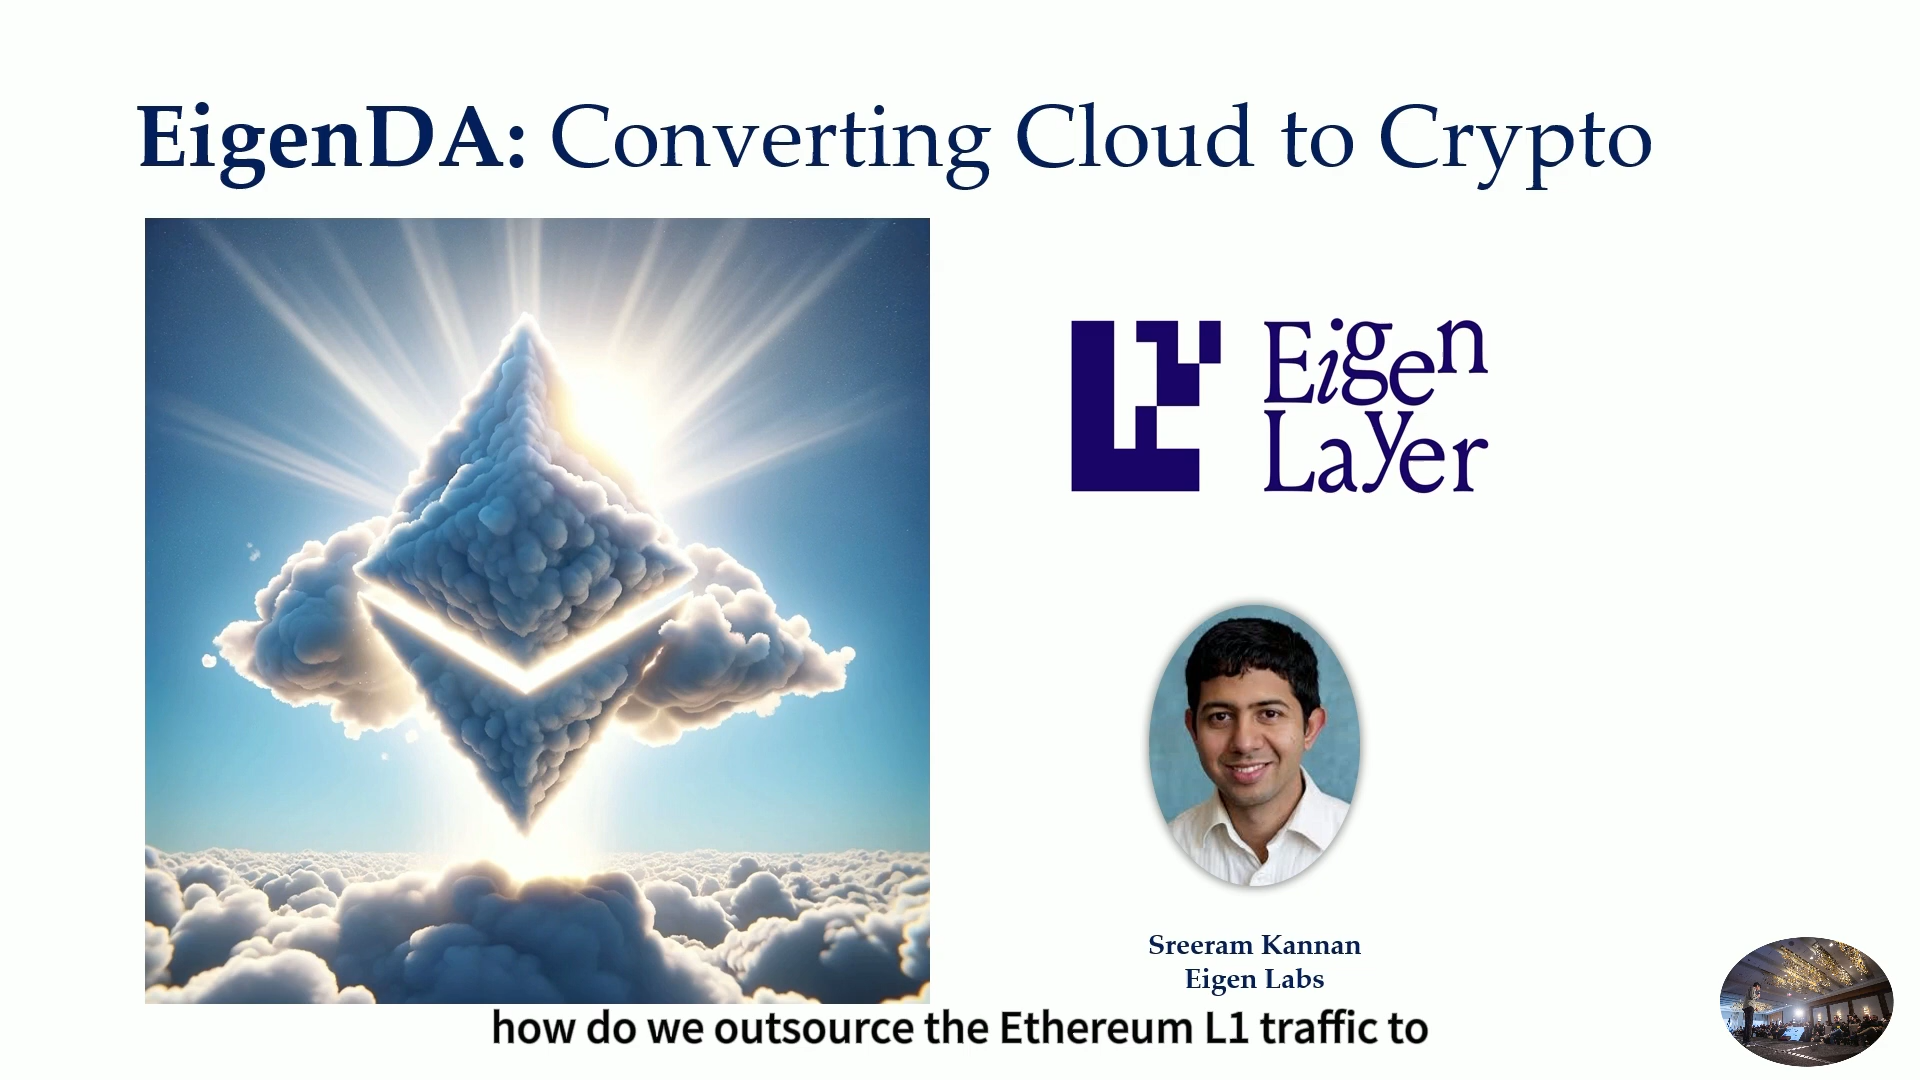 EigenDA: Converting Cloud to Crypto
Eigen
Layer
Sreeram Kannan
Eigen Labs
how do we outsource the Ethereum L1 traffic to